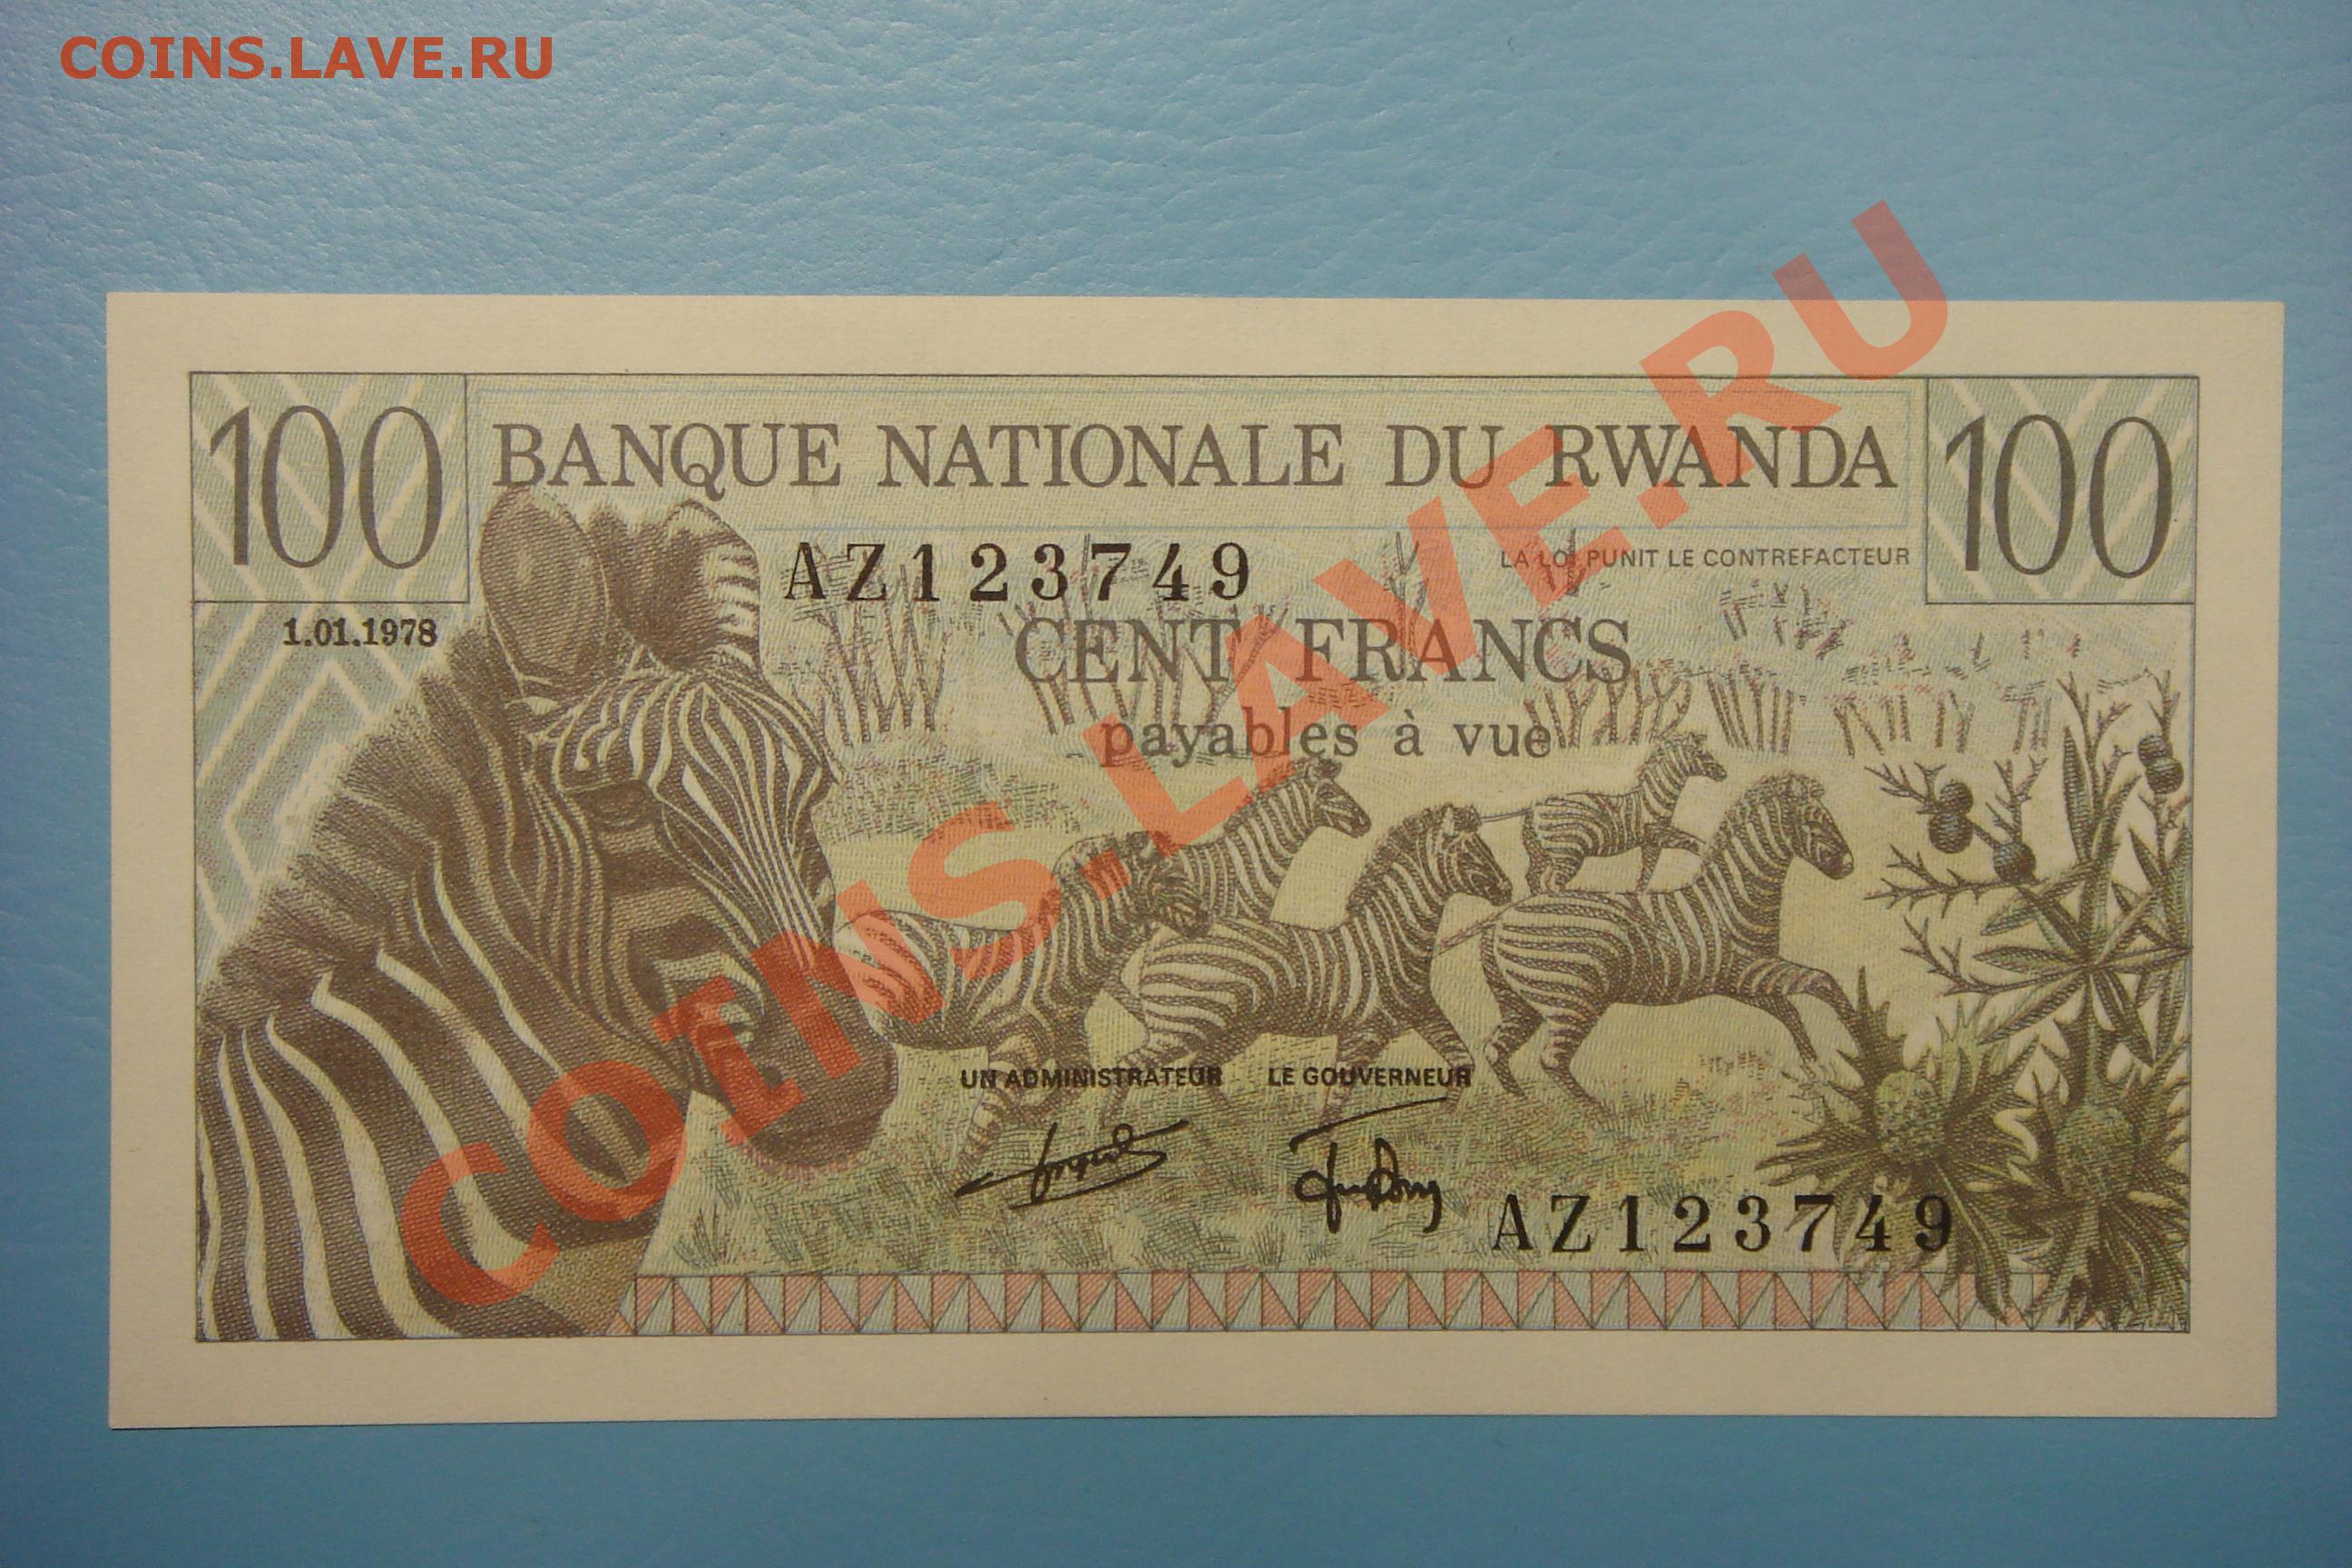 COINS.LAVE.RU
100 BANQUE NATIONALE DU RWANDA 100
AZ123749
LA LOI PUNIT LE CONTREFACTEUR
1.01.1978
CENT FRANCS
payables à vue
UN ADMINISTRATEUR LE GOUVERNEUR
AZ123749
COINS.LAVE.RU